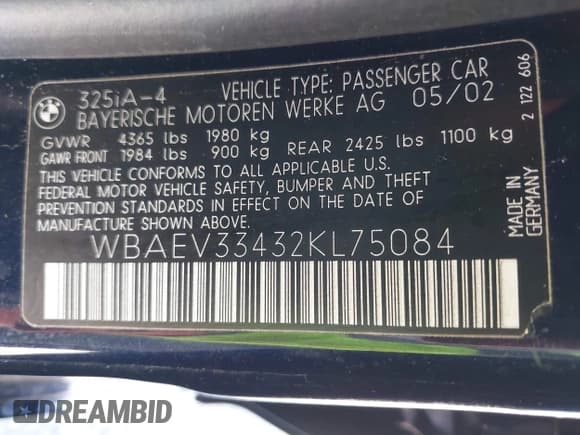 325iA-4 VEHICLE TYPE: PASSENGER CAR
BAYERISCHE MOTOREN WERKE AG 05/02
GVWR 4365 lbs 1980 kg
GAWR FRONT 1984 lbs 900 kg REAR 2425 lbs 1100 kg
THIS VEHICLE CONFORMS TO ALL APPLICABLE U.S.
FEDERAL MOTOR VEHICLE SAFETY, BUMPER AND THEFT
PREVENTION STANDARDS IN EFFECT ON THE DATE OF
MANUFACTURE SHOWN ABOVE.
WBAEV33432KL75084
MADE IN
GERMANY
2 122 606
DREAMBID